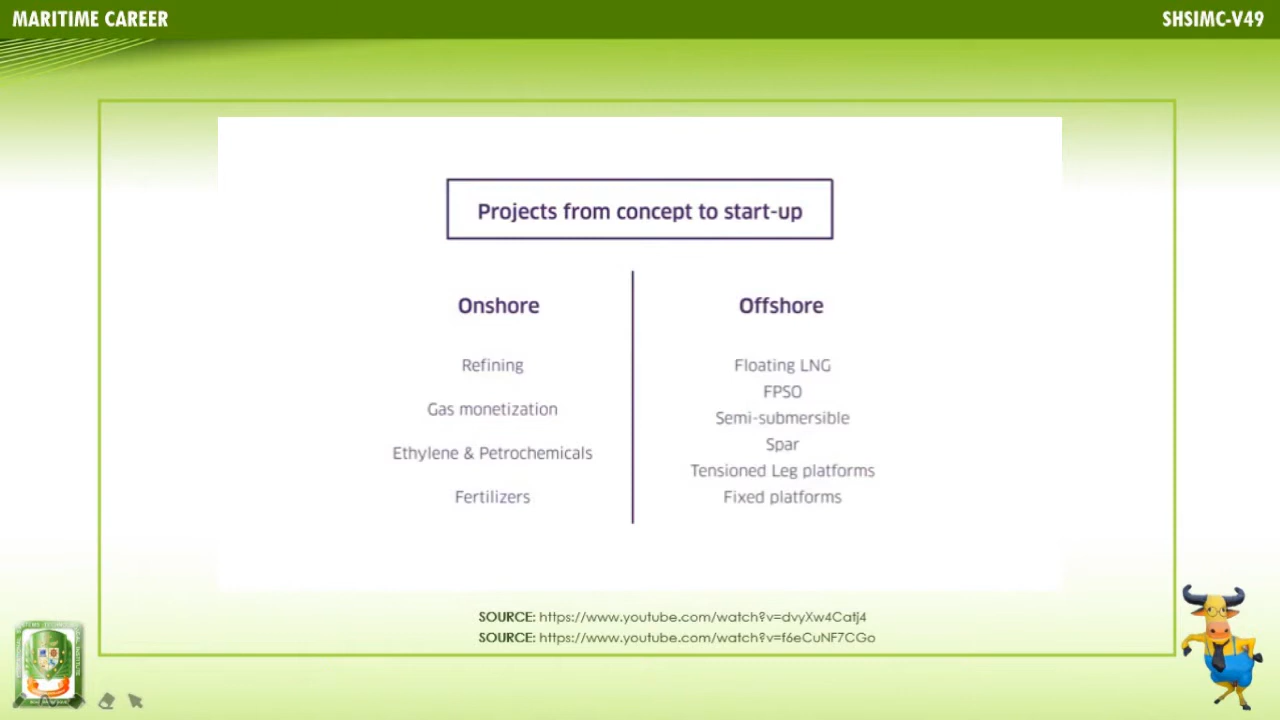 MARITIME CAREER
SHSIMC-V49
Projects from concept to start-up
Onshore
Refining
Gas monetization
Ethylene & Petrochemicals
Fertilizers
Offshore
Floating LNG
FPSO
Semi-submersible
Spar
Tensioned Leg platforms
Fixed platforms
SOURCE: https://www.youtube.com/watch?v=dvyXw4Catj4
SOURCE: https://www.youtube.com/watch?v=f6eCuNF7CGo